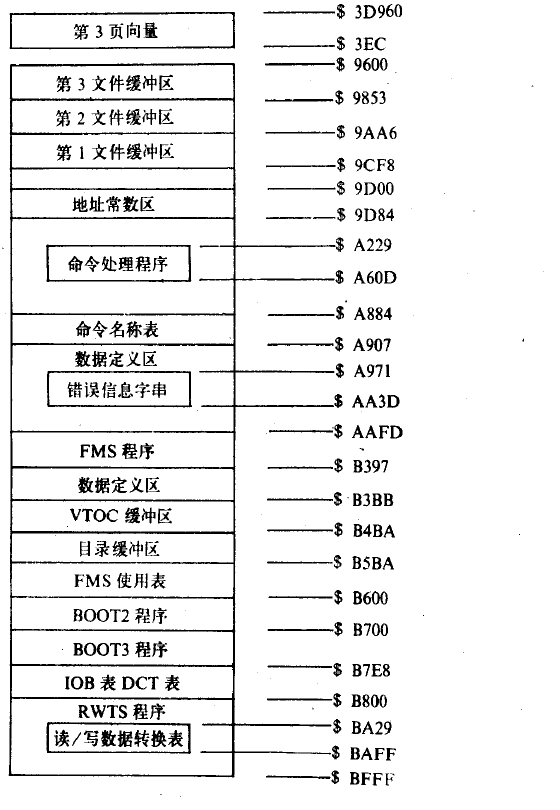 $ 3D960
第 3 页向量
$ 3EC
$ 9600
第 3 文件缓冲区
$ 9853
第 2 文件缓冲区
$ 9AA6
第 1 文件缓冲区
$ 9CF8
$ 9D00
地址常数区
$ 9D84
$ A229
命令处理程序
$ A60D
$ A884
命令名称表
$ A907
数据定义区
$ A971
错误信息字串
$ AA3D
$ AAFD
FMS 程序
$ B397
数据定义区
$ B3BB
VTOC 缓冲区
$ B4BA
目录缓冲区
$ B5BA
FMS 使用表
$ B600
BOOT2 程序
$ B700
BOOT3 程序
$ B7E8
IOB 表 DCT 表
$ B800
RWTS 程序
$ BA29
读/写数据转换表
$ BAFF
$ BFFF